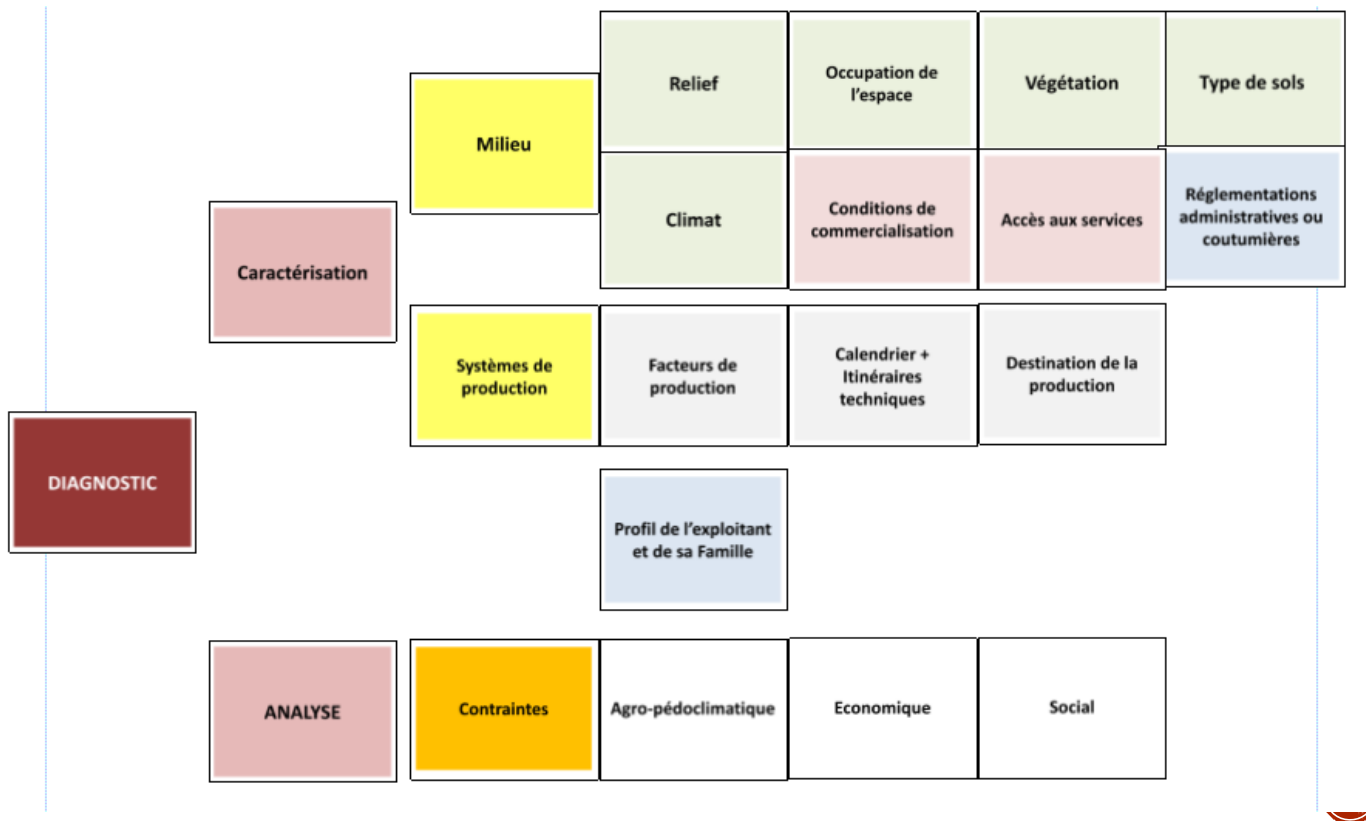 Relief
Occupation de
l'espace
Végétation
Type de sols
Milieu
Climat
Conditions de
commercialisation
Accès aux services
Réglementations
administratives ou
coutumières
Caractérisation
Systèmes de
production
Facteurs de
production
Calendrier +
Itinéraires
techniques
Destination de la
production
DIAGNOSTIC
Profil de l'exploitant
et de sa Famille
ANALYSE
Contraintes
Agro-pédoclimatique
Economique
Social